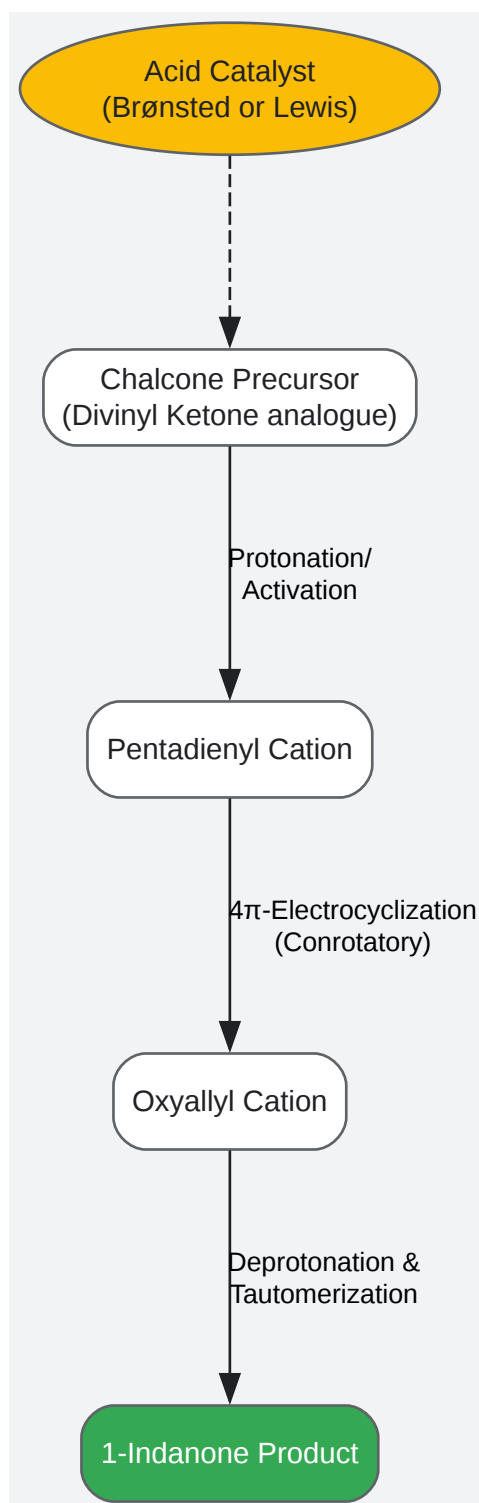 Acid Catalyst
(Brønsted or Lewis)
Chalcone Precursor
(Divinyl Ketone analogue)
Protonation/
Activation
Pentadienyl Cation
4π-Electrocyclization
(Conrotatory)
Oxyallyl Cation
Deprotonation &
Tautomerization
1-Indanone Product